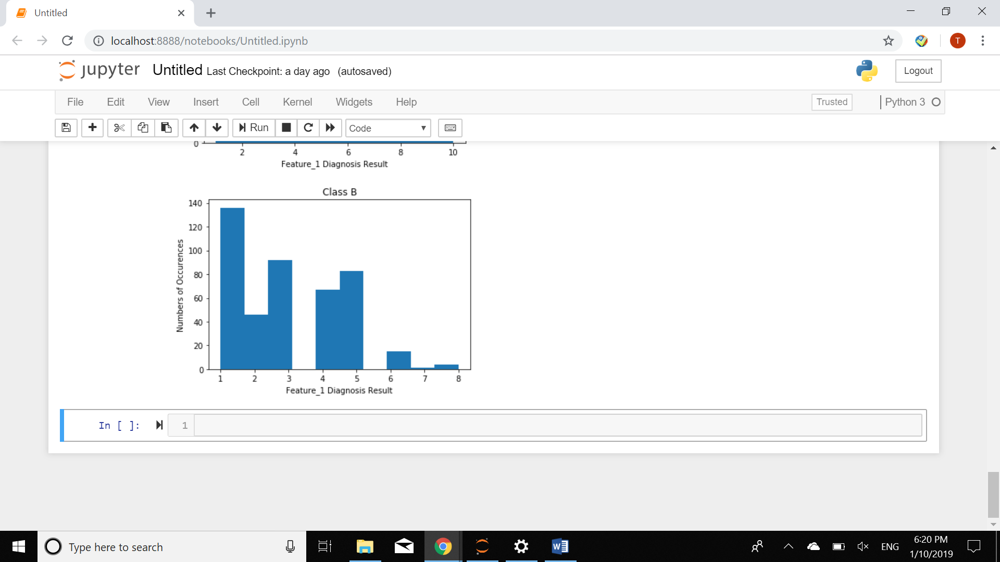 Untitled
localhost:8888/notebooks/Untitled.ipynb
T
jupyter Untitled Last Checkpoint: a day ago (autosaved)
Logout
File Edit View Insert Cell Kernel Widgets Help
Trusted Python 3
Run Code
0
2 4 6 8 10
Feature_1 Diagnosis Result
Class B
140
120
100
80
60
40
20
0
Numbers of Occurences
1 2 3 4 5 6 7 8
Feature_1 Diagnosis Result
In [ ]: 1
Type here to search
W
ENG
6:20 PM
1/10/2019